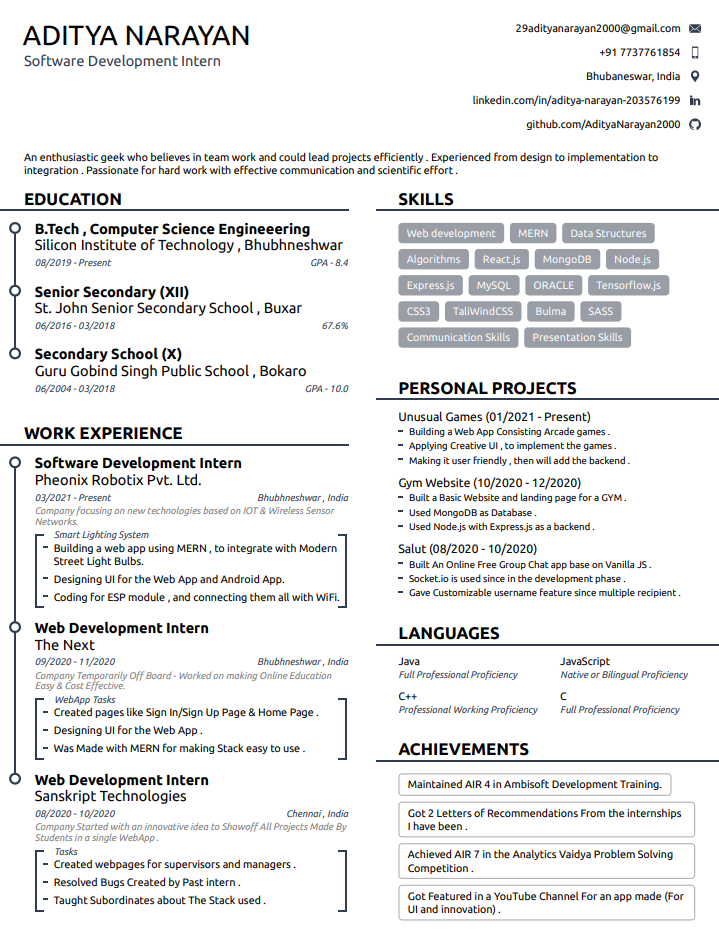 ADITYA NARAYAN
Software Development Intern
29adityanarayan2000@gmail.com
+91 7737761854
Bhubaneswar, India
linkedin.com/in/aditya-narayan-203576199
github.com/AdityaNarayan2000
An enthusiastic geek who believes in team work and could lead projects efficiently . Experienced from design to implementation to
integration . Passionate for hard work with effective communication and scientific effort .
EDUCATION
B.Tech , Computer Science Engineeering
Silicon Institute of Technology , Bhubhneshwar
08/2019 - Present GPA - 8.4
Senior Secondary (XII)
St. John Senior Secondary School , Buxar
06/2016 - 03/2018 67.6%
Secondary School (X)
Guru Gobind Singh Public School , Bokaro
06/2004 - 03/2018 GPA - 10.0
WORK EXPERIENCE
Software Development Intern
Pheonix Robotix Pvt. Ltd.
03/2021 - Present Bhubhneshwar , India
Company focusing on new technologies based on IOT & Wireless Sensor
Networks.
Smart Lighting System
- Building a web app using MERN , to integrate with Modern
Street Light Bulbs.
- Designing UI for the Web App and Android App.
- Coding for ESP module , and connecting them all with WiFi.
Web Development Intern
The Next
09/2020 - 11/2020 Bhubhneshwar , India
Company Temporarily Off Board - Worked on making Online Education
Easy & Cost Effective.
WebApp Tasks
- Created pages like Sign In/Sign Up Page & Home Page .
- Designing UI for the Web App .
- Was Made with MERN for making Stack easy to use .
Web Development Intern
Sanskript Technologies
08/2020 - 10/2020 Chennai , India
Company Started with an innovative idea to Showoff All Projects Made By
Students in a single WebApp .
Tasks
- Created webpages for supervisors and managers .
- Resolved Bugs Created by Past intern .
- Taught Subordinates about The Stack used .
SKILLS
Web development MERN Data Structures
Algorithms React.js MongoDB Node.js
Express.js MySQL ORACLE Tensorflow.js
CSS3 TaliWindCSS Bulma SASS
Communication Skills Presentation Skills
PERSONAL PROJECTS
Unusual Games (01/2021 - Present)
- Building a Web App Consisting Arcade games .
- Applying Creative UI , to implement the games .
- Making it user friendly , then will add the backend .
Gym Website (10/2020 - 12/2020)
- Built a Basic Website and landing page for a GYM .
- Used MongoDB as Database .
- Used Node.js with Express.js as a backend .
Salut (08/2020 - 10/2020)
- Built An Online Free Group Chat app base on Vanilla JS .
- Socket.io is used since in the development phase .
- Gave Customizable username feature since multiple recipient .
LANGUAGES
Java JavaScript
Full Professional Proficiency Native or Bilingual Proficiency
C++ C
Professional Working Proficiency Full Professional Proficiency
ACHIEVEMENTS
Maintained AIR 4 in Ambisoft Development Training.
Got 2 Letters of Recommendations From the internships
I have been .
Achieved AIR 7 in the Analytics Vaidya Problem Solving
Competition .
Got Featured in a YouTube Channel For an app made (For
UI and innovation) .